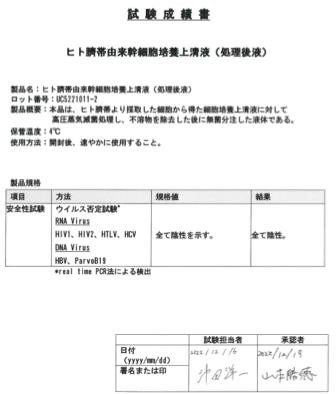 試験成績書
ヒト臍帯由来幹細胞培養上清液（処理後液）
製品名：ヒト臍帯由来幹細胞培養上清液（処理後液）
ロット番号：UC5221011-2
製品概要：本品は、ヒト臍帯より採取した細胞から得た細胞培養上清液に対して
高圧蒸気滅菌処理し、不溶物を除去した後に無菌分注した液体である。
保管温度：4℃
使用方法：開封後、速やかに使用すること。
製品規格
項目 方法 規格値 結果
安全性試験 ウイルス否定試験*
RNA Virus
HIV1、HIV2、HTLV、HCV 全て陰性を示す。 全て陰性。
DNA Virus
HBV、ParvoB19
*real time PCR法による検出
試験担当者 承認者
日付 2022/12/16 2022/12/19
(yyyy/mm/dd)
署名または印